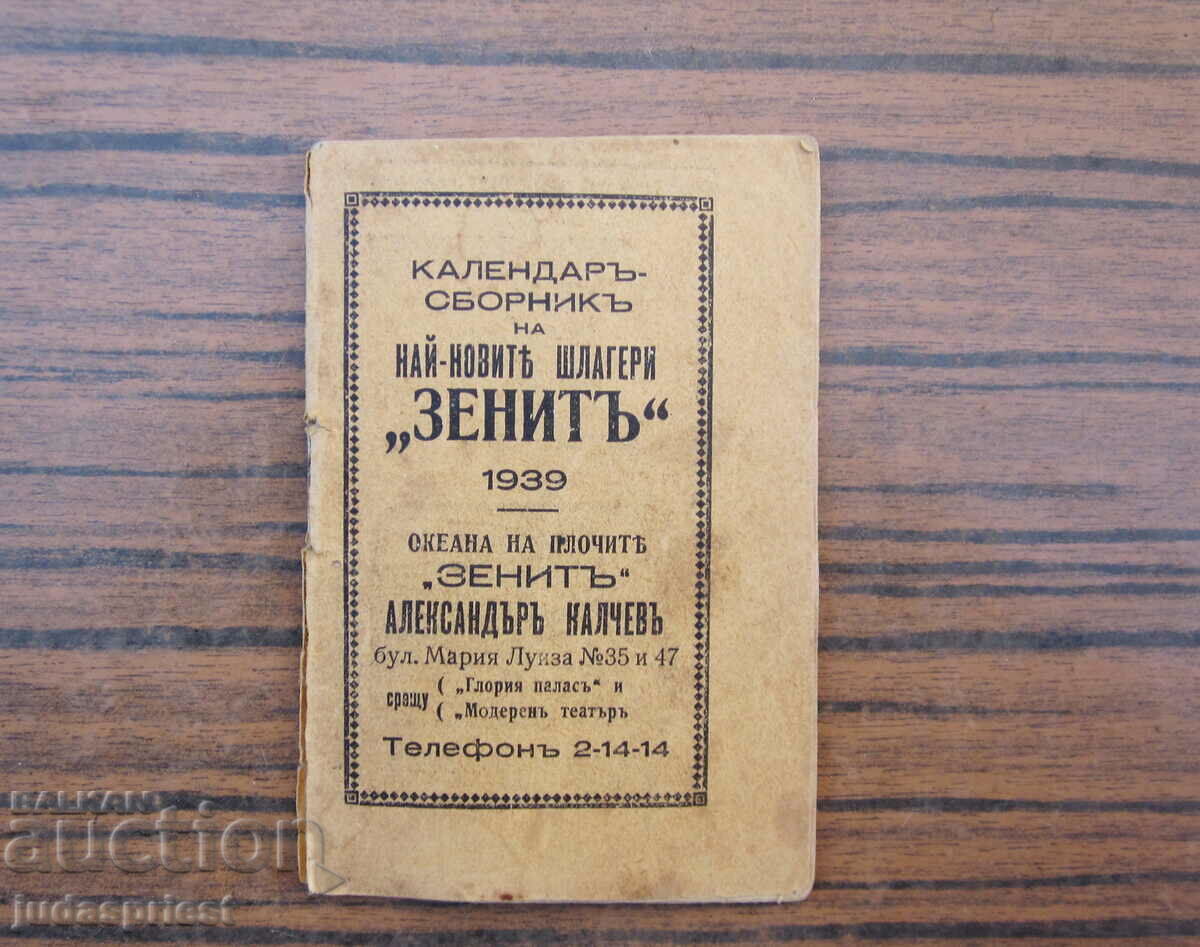 КАЛЕНДАРЪ-
СБОРНИКЪ
НА
НАЙ-НОВИТѢ ШЛАГЕРИ
„ЗЕНИТЪ“
1939
ОКЕАНА НА ПЛОЧИТѢ
„ЗЕНИТЪ“
АЛЕКСАНДЪРЪ КАЛЧЕВЪ
бул. Мария Луиза №35 и 47
срещу ( „Глория паласъ“ и
( „Модеренъ театъръ
Телефонъ 2-14-14
BALKAN
auction
judaspriest